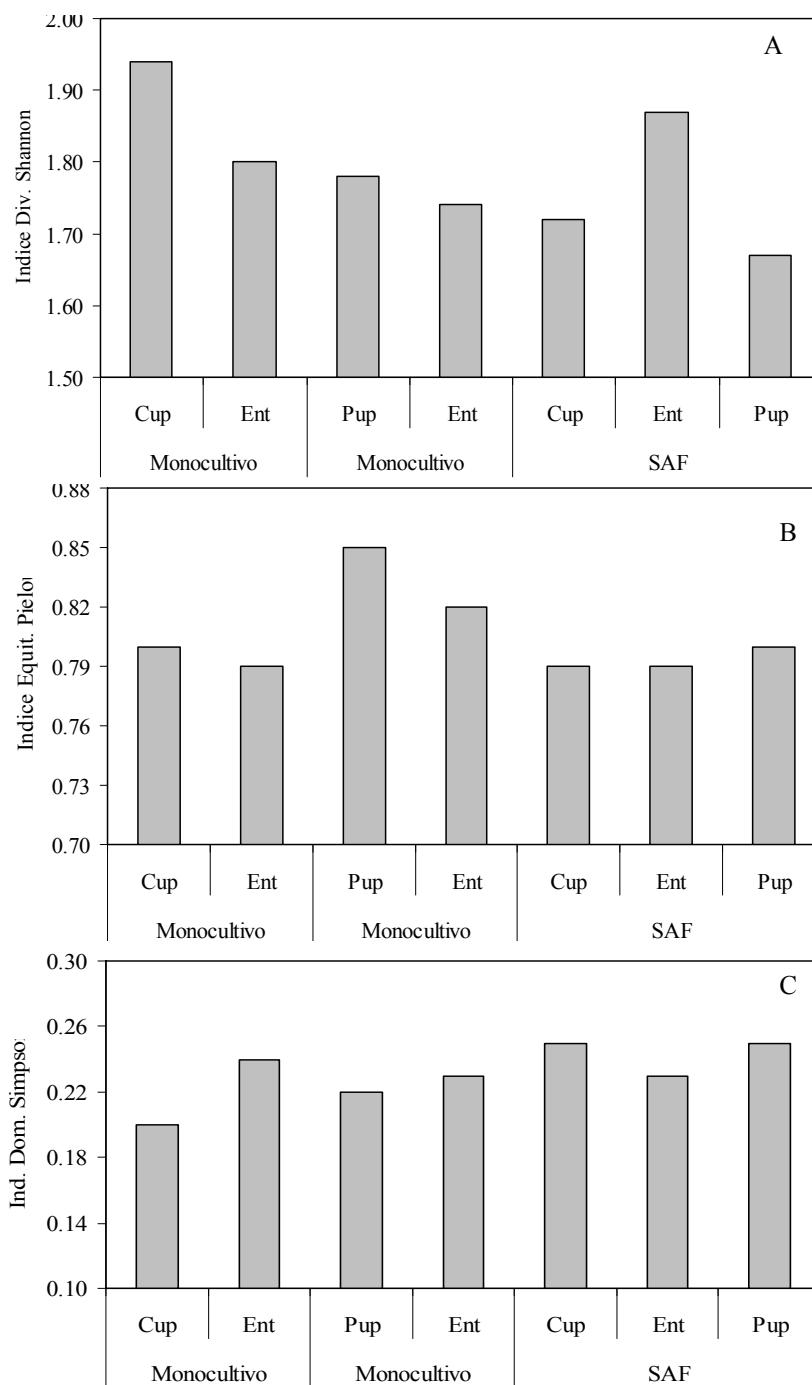 2.00
A
1.90
1.80
1.70
1.60
1.50
Indice Div. Shannon
Cup Ent Pup Ent Cup Ent Pup
Monocultivo Monocultivo SAF
0.88
B
0.85
0.82
0.79
0.76
0.73
0.70
Indice Equit.
Cup Ent Pup Ent Cup Ent Pup
Monocultivo Monocultivo SAF
0.30
C
0.26
0.22
0.18
0.14
0.10
Ind. Dom.
Cup Ent Pup Ent Cup Ent Pup
Monocultivo Monocultivo SAF